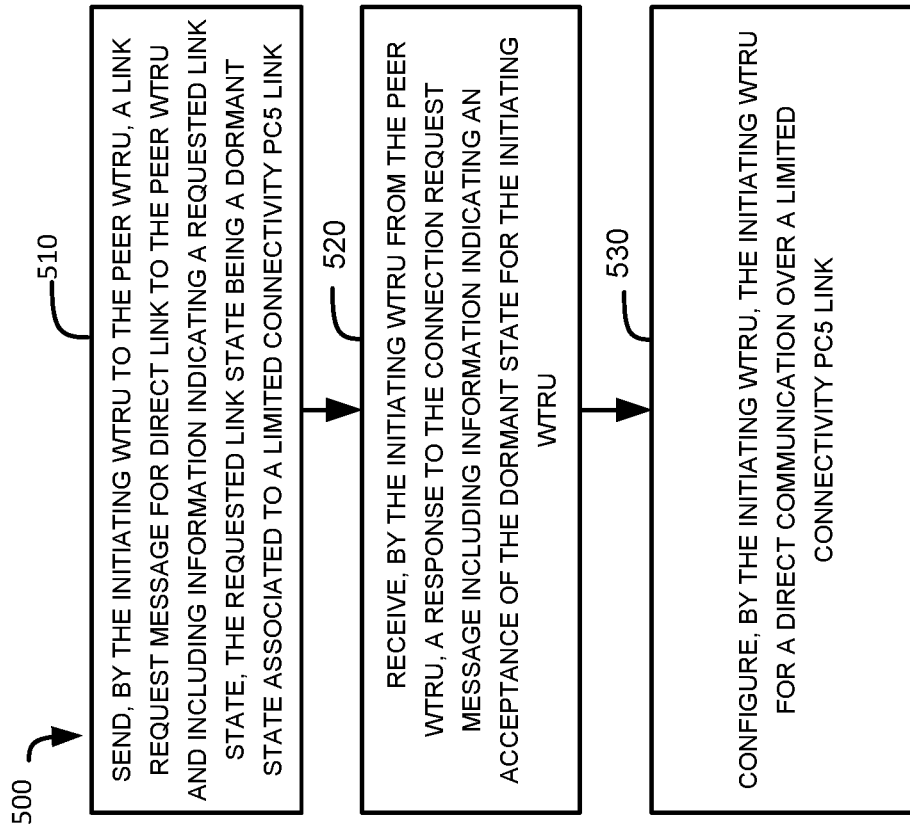 500
510
SEND, BY THE INITIATING WTRU TO THE PEER WTRU, A LINK
REQUEST MESSAGE FOR DIRECT LINK TO THE PEER WTRU
AND INCLUDING INFORMATION INDICATING A REQUESTED LINK
STATE, THE REQUESTED LINK STATE BEING A DORMANT
STATE ASSOCIATED TO A LIMITED CONNECTIVITY PC5 LINK
520
RECEIVE, BY THE INITIATING WTRU FROM THE PEER
WTRU, A RESPONSE TO THE CONNECTION REQUEST
MESSAGE INCLUDING INFORMATION INDICATING AN
ACCEPTANCE OF THE DORMANT STATE FOR THE INITIATING
WTRU
530
CONFIGURE, BY THE INITIATING WTRU, THE INITIATING WTRU
FOR A DIRECT COMMUNICATION OVER A LIMITED
CONNECTIVITY PC5 LINK